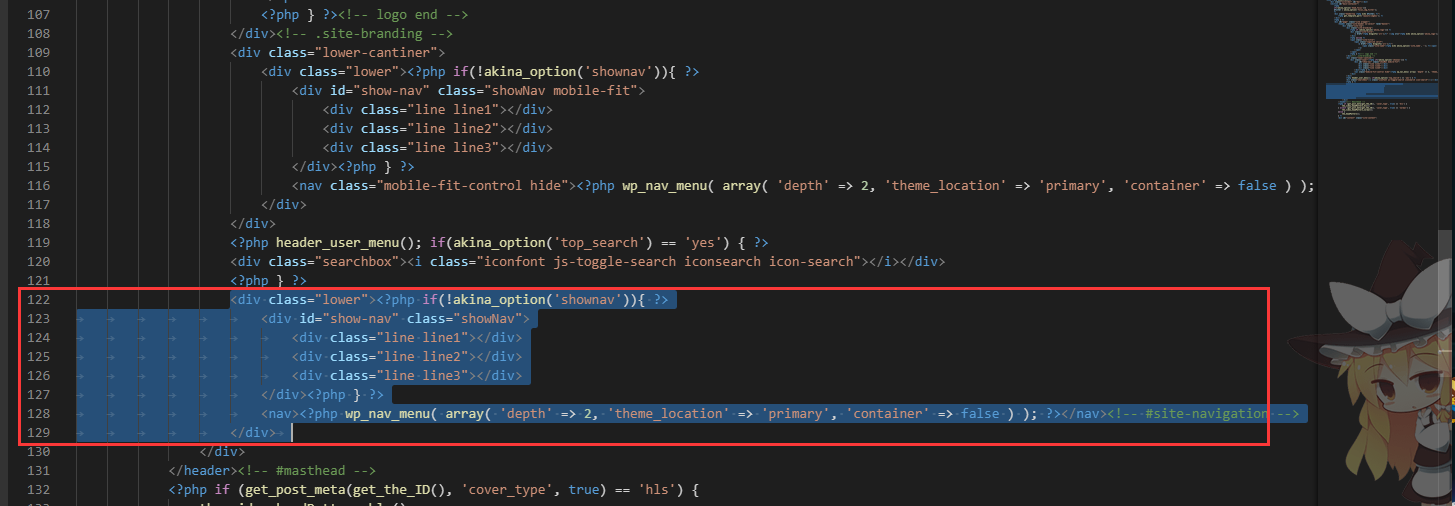 107 <?php } ?><!-- logo end -->
108 </div><!-- .site-branding -->
109 <div class="lower-cantiner">
110 <div class="lower"><?php if(!akina_option('shownav')){ ?>
111 <div id="show-nav" class="showNav mobile-fit">
112 <div class="line line1"></div>
113 <div class="line line2"></div>
114 <div class="line line3"></div>
115 </div><?php } ?>
116 <nav class="mobile-fit-control hide"><?php wp_nav_menu( array( 'depth' => 2, 'theme_location' => 'primary', 'container' => false ) );
117 </div>
118 </div>
119 <?php header_user_menu(); if(akina_option('top_search') == 'yes') { ?>
120 <div class="searchbox"><i class="iconfont js-toggle-search iconsearch icon-search"></i></div>
121 <?php } ?>
122 <div class="lower"><?php if(!akina_option('shownav')){ ?>
123 <div id="show-nav" class="showNav">
124 <div class="line line1"></div>
125 <div class="line line2"></div>
126 <div class="line line3"></div>
127 </div><?php } ?>
128 <nav><?php wp_nav_menu( array( 'depth' => 2, 'theme_location' => 'primary', 'container' => false ) ); ?></nav><!-- #site-navigation -->
129 </div>
130 </div>
131 </header><!-- #masthead -->
132 <?php if (get_post_meta(get_the_ID(), 'cover_type', true) == 'hls') {